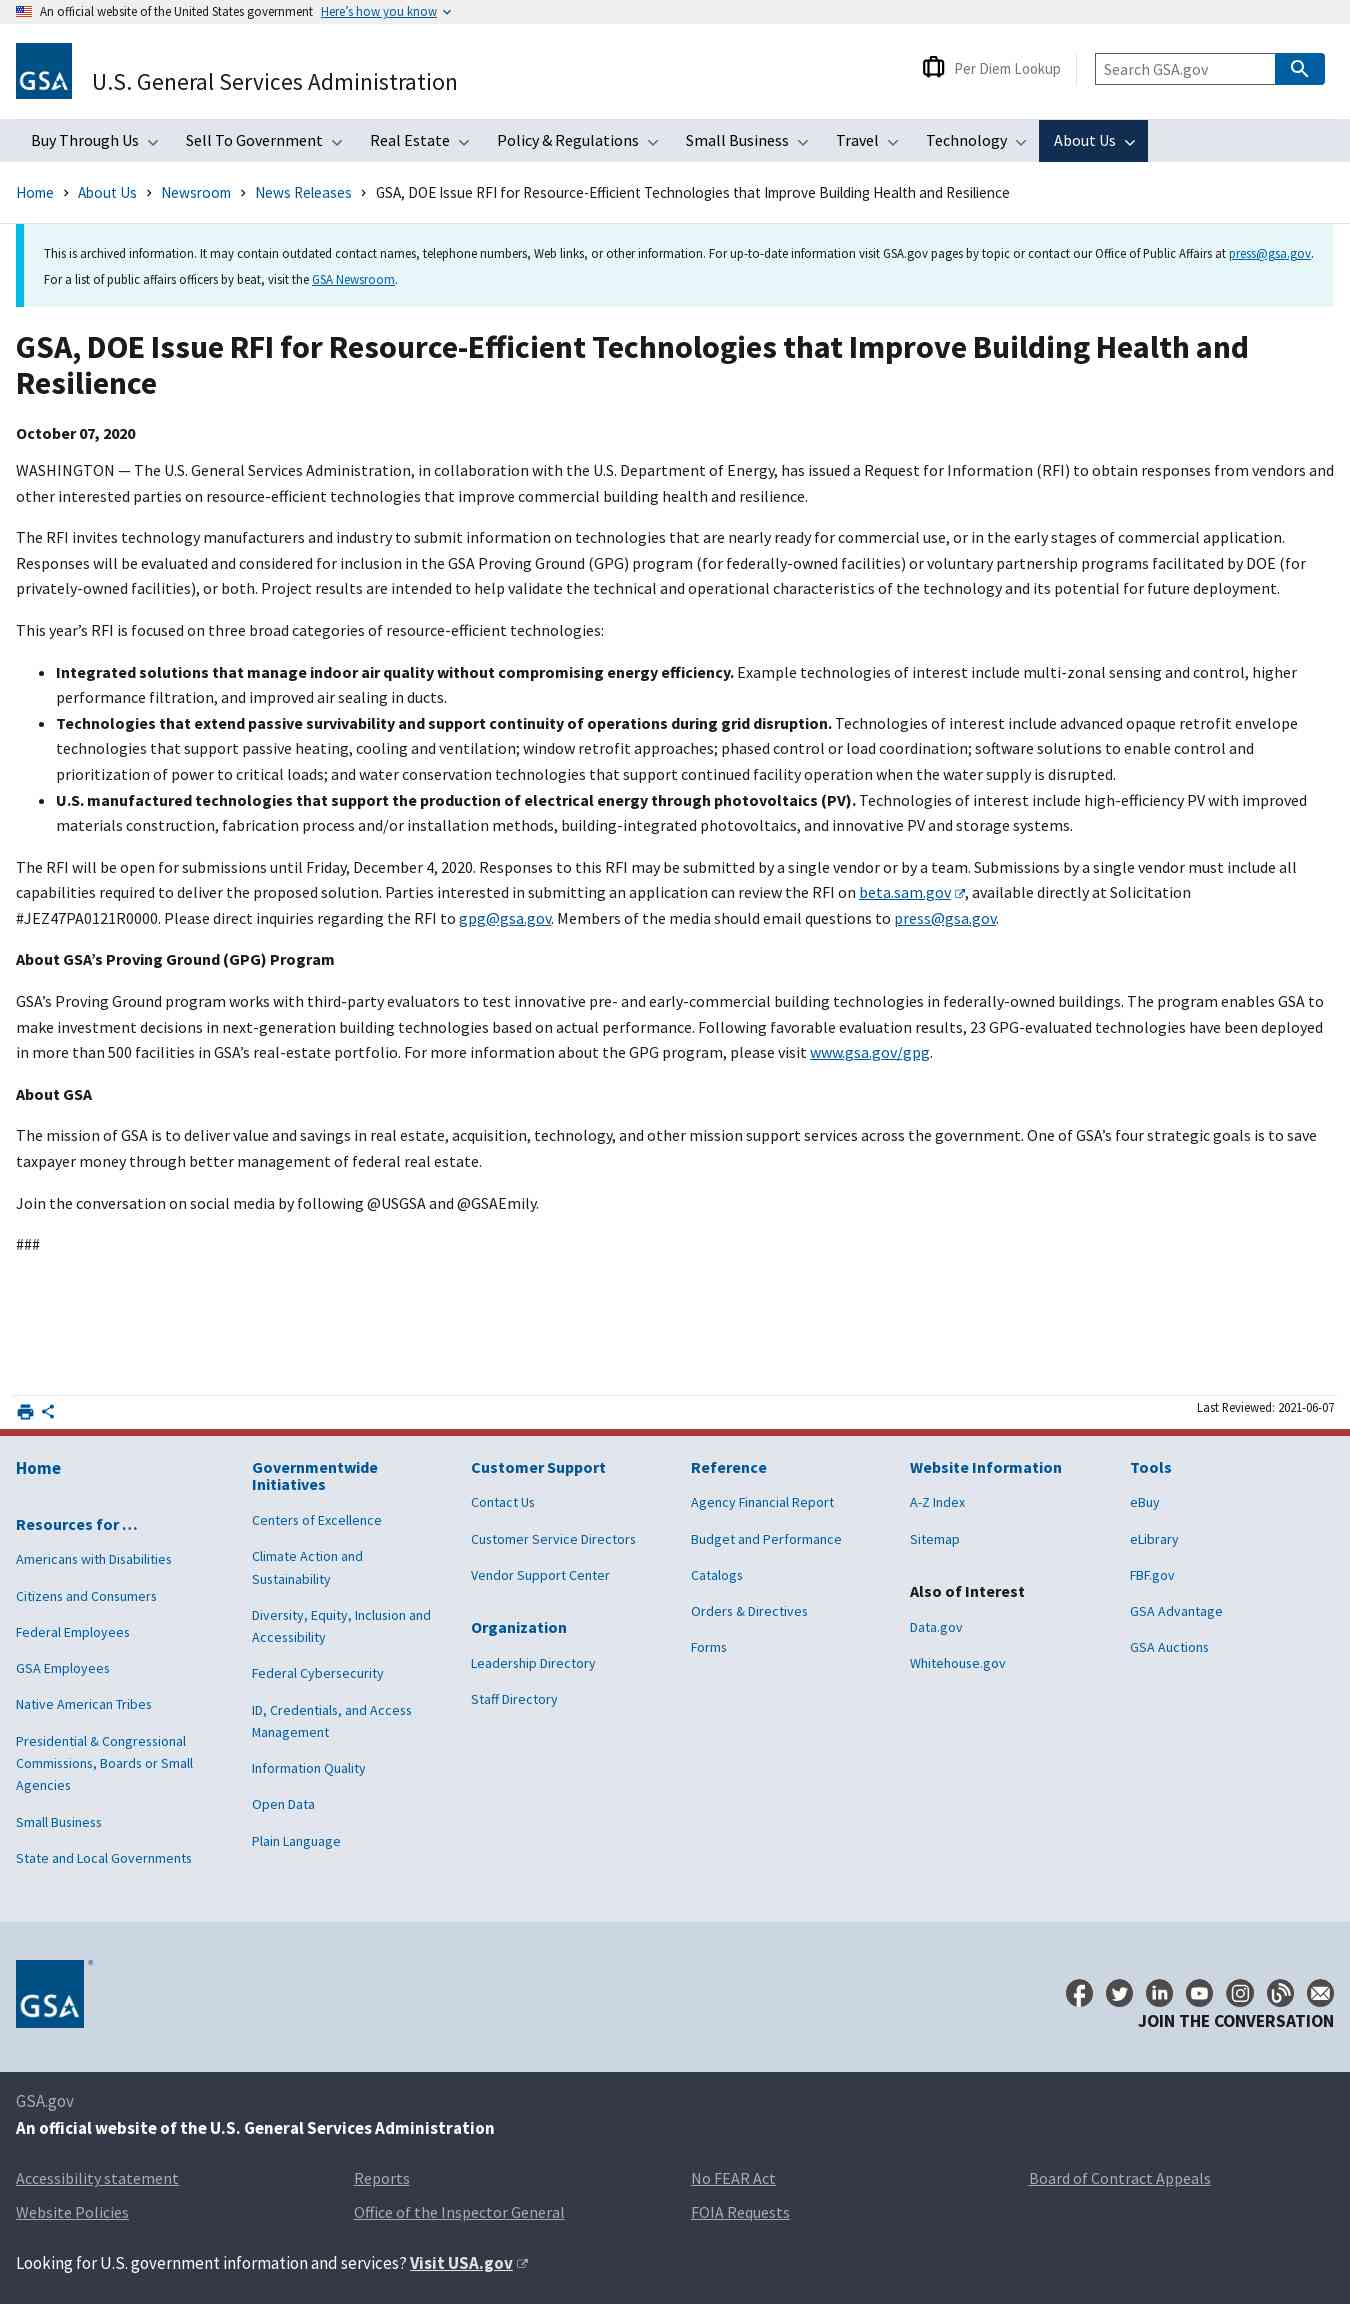 An official website of the United States government Here’s how you know
GSA
U.S. General Services Administration
Per Diem Lookup
Search GSA.gov
Buy Through Us Sell To Government Real Estate Policy & Regulations Small Business Travel Technology About Us
Home About Us Newsroom News Releases GSA, DOE Issue RFI for Resource-Efficient Technologies that Improve Building Health and Resilience
This is archived information. It may contain outdated contact names, telephone numbers, Web links, or other information. For up-to-date information visit GSA.gov pages by topic or contact our Office of Public Affairs at press@gsa.gov.
For a list of public affairs officers by beat, visit the GSA Newsroom.
GSA, DOE Issue RFI for Resource-Efficient Technologies that Improve Building Health and
Resilience
October 07, 2020
WASHINGTON — The U.S. General Services Administration, in collaboration with the U.S. Department of Energy, has issued a Request for Information (RFI) to obtain responses from vendors and
other interested parties on resource-efficient technologies that improve commercial building health and resilience.
The RFI invites technology manufacturers and industry to submit information on technologies that are nearly ready for commercial use, or in the early stages of commercial application.
Responses will be evaluated and considered for inclusion in the GSA Proving Ground (GPG) program (for federally-owned facilities) or voluntary partnership programs facilitated by DOE (for
privately-owned facilities), or both. Project results are intended to help validate the technical and operational characteristics of the technology and its potential for future deployment.
This year’s RFI is focused on three broad categories of resource-efficient technologies:
• Integrated solutions that manage indoor air quality without compromising energy efficiency. Example technologies of interest include multi-zonal sensing and control, higher
performance filtration, and improved air sealing in ducts.
• Technologies that extend passive survivability and support continuity of operations during grid disruption. Technologies of interest include advanced opaque retrofit envelope
technologies that support passive heating, cooling and ventilation; window retrofit approaches; phased control or load coordination; software solutions to enable control and
prioritization of power to critical loads; and water conservation technologies that support continued facility operation when the water supply is disrupted.
• U.S. manufactured technologies that support the production of electrical energy through photovoltaics (PV). Technologies of interest include high-efficiency PV with improved
materials construction, fabrication process and/or installation methods, building-integrated photovoltaics, and innovative PV and storage systems.
The RFI will be open for submissions until Friday, December 4, 2020. Responses to this RFI may be submitted by a single vendor or by a team. Submissions by a single vendor must include all
capabilities required to deliver the proposed solution. Parties interested in submitting an application can review the RFI on beta.sam.gov, available directly at Solicitation
#JEZ47PA0121R0000. Please direct inquiries regarding the RFI to gpg@gsa.gov. Members of the media should email questions to press@gsa.gov.
About GSA’s Proving Ground (GPG) Program
GSA’s Proving Ground program works with third-party evaluators to test innovative pre- and early-commercial building technologies in federally-owned buildings. The program enables GSA to
make investment decisions in next-generation building technologies based on actual performance. Following favorable evaluation results, 23 GPG-evaluated technologies have been deployed
in more than 500 facilities in GSA’s real-estate portfolio. For more information about the GPG program, please visit www.gsa.gov/gpg.
About GSA
The mission of GSA is to deliver value and savings in real estate, acquisition, technology, and other mission support services across the government. One of GSA’s four strategic goals is to save
taxpayer money through better management of federal real estate.
Join the conversation on social media by following @USGSA and @GSAEmily.
###
Last Reviewed: 2021-06-07
Home
Resources for …
Americans with Disabilities
Citizens and Consumers
Federal Employees
GSA Employees
Native American Tribes
Presidential & Congressional
Commissions, Boards or Small
Agencies
Small Business
State and Local Governments
Governmentwide
Initiatives
Centers of Excellence
Climate Action and
Sustainability
Diversity, Equity, Inclusion and
Accessibility
Federal Cybersecurity
ID, Credentials, and Access
Management
Information Quality
Open Data
Plain Language
Customer Support
Contact Us
Customer Service Directors
Vendor Support Center
Organization
Leadership Directory
Staff Directory
Reference
Agency Financial Report
Budget and Performance
Catalogs
Orders & Directives
Forms
Website Information
A-Z Index
Sitemap
Also of Interest
Data.gov
Whitehouse.gov
Tools
eBuy
eLibrary
FBF.gov
GSA Advantage
GSA Auctions
GSA ®
JOIN THE CONVERSATION
GSA.gov
An official website of the U.S. General Services Administration
Accessibility statement Reports No FEAR Act Board of Contract Appeals
Website Policies Office of the Inspector General FOIA Requests
Looking for U.S. government information and services? Visit USA.gov